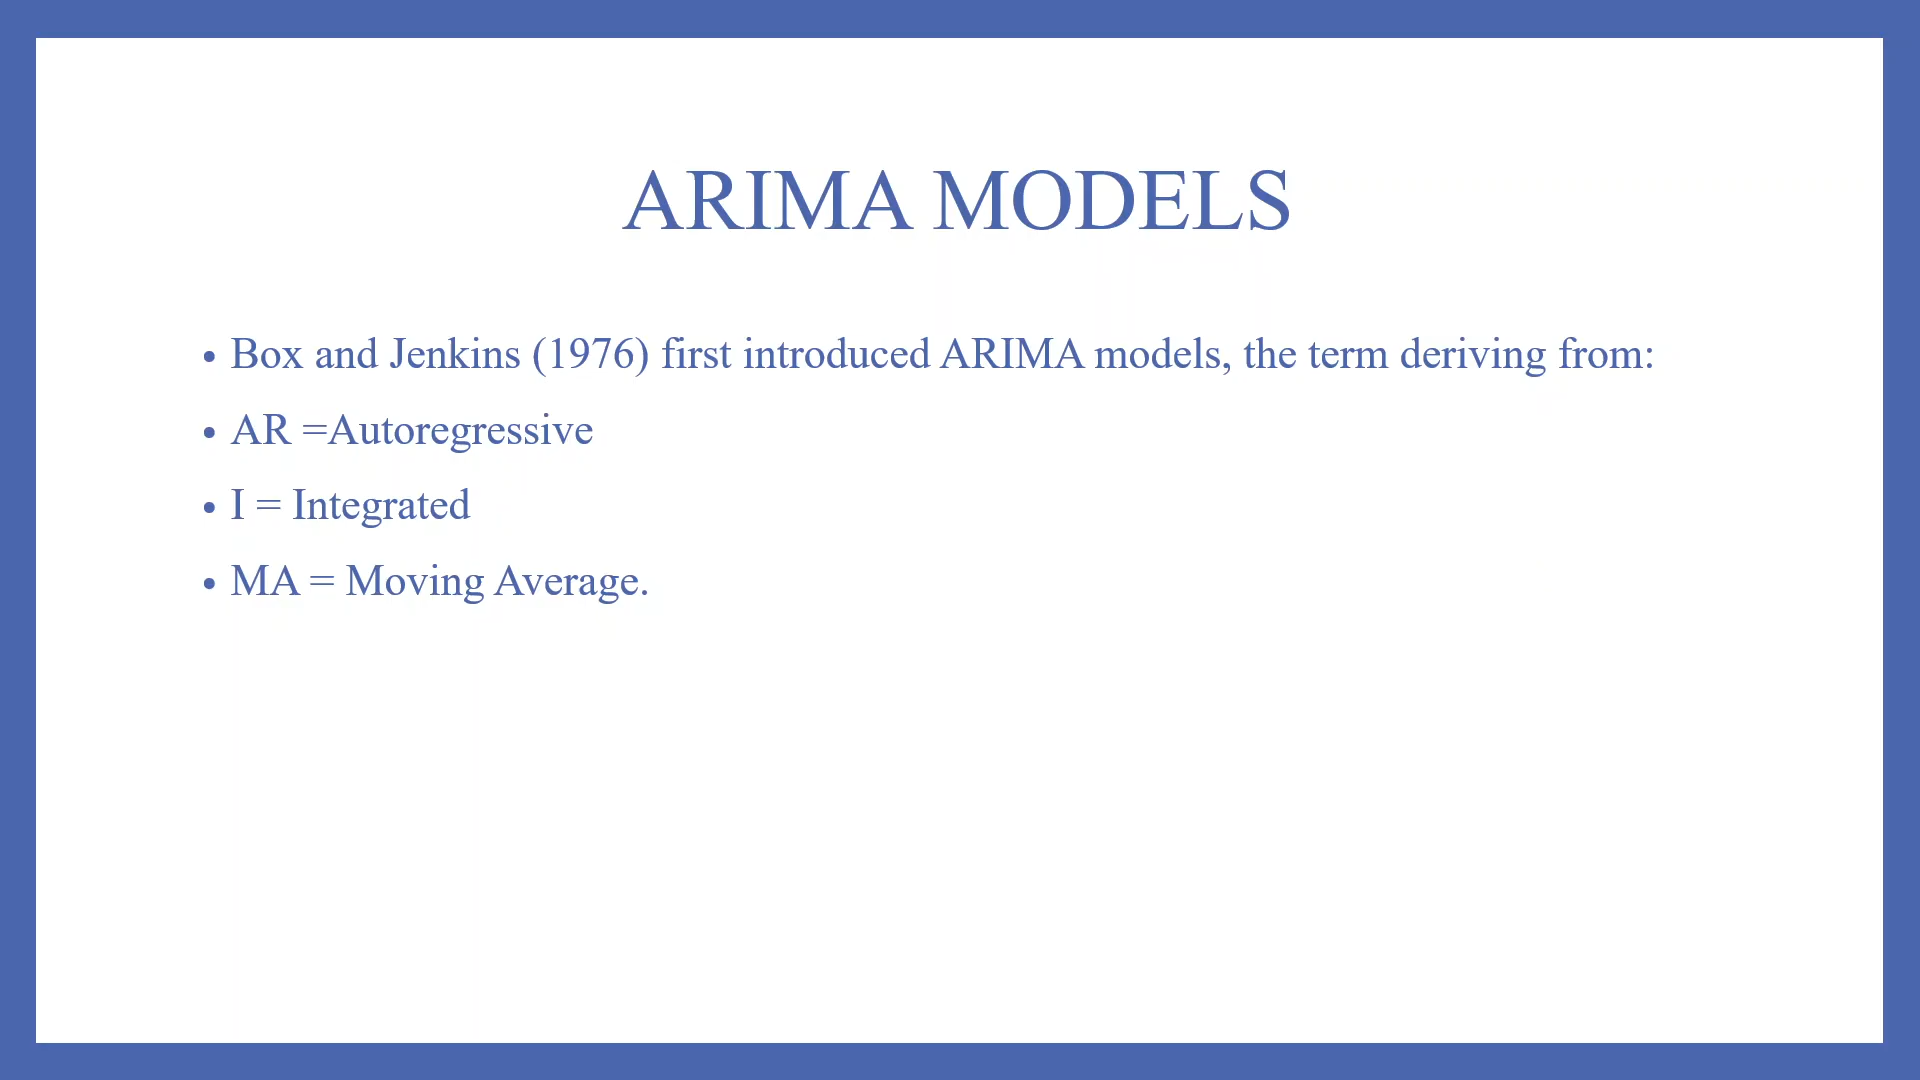 ARIMA MODELS
• Box and Jenkins (1976) first introduced ARIMA models, the term deriving from:
• AR =Autoregressive
• I = Integrated
• MA = Moving Average.